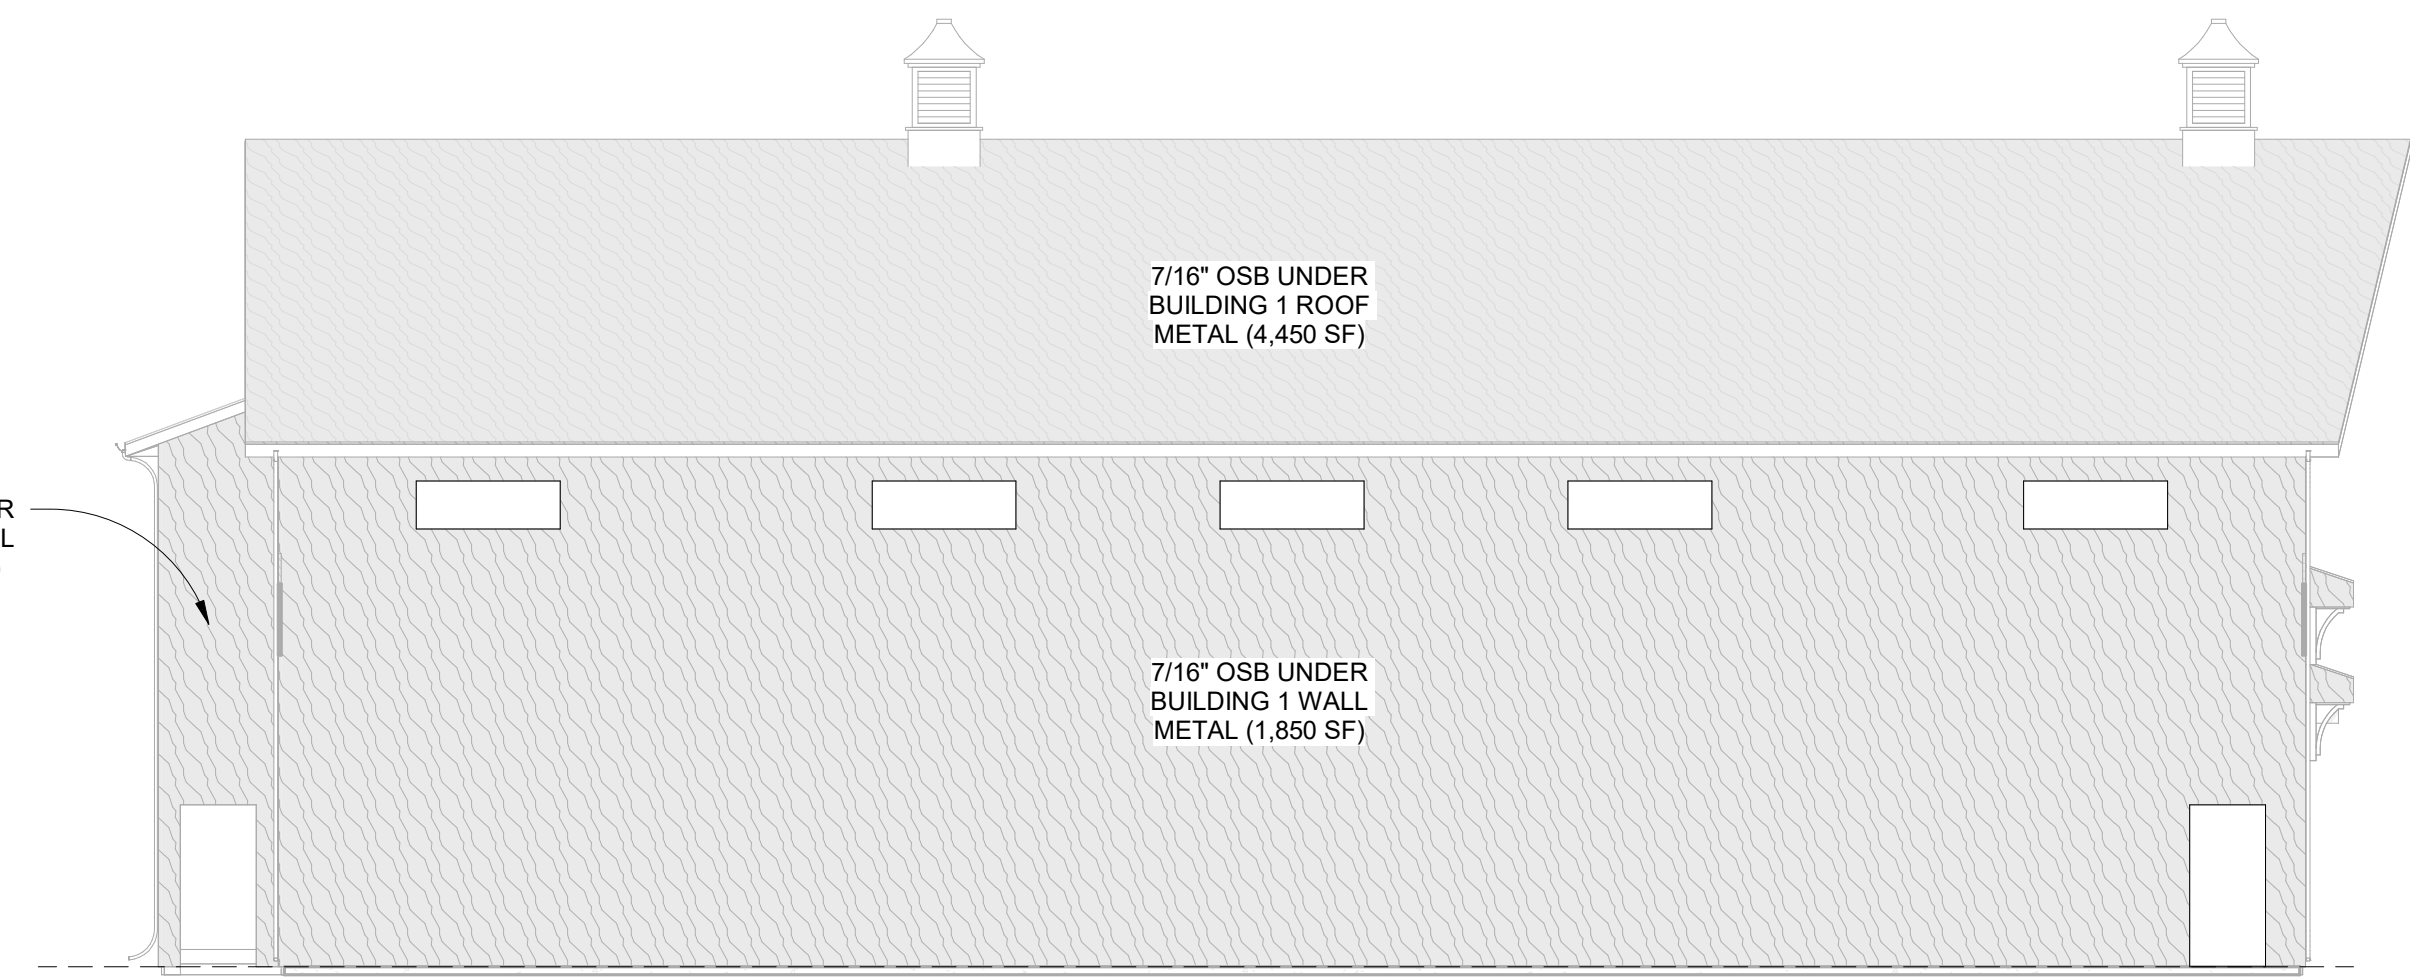 7/16" OSB UNDER
BUILDING 1 ROOF
METAL (4,450 SF)
R
L
7/16" OSB UNDER
BUILDING 1 WALL
METAL (1,850 SF)